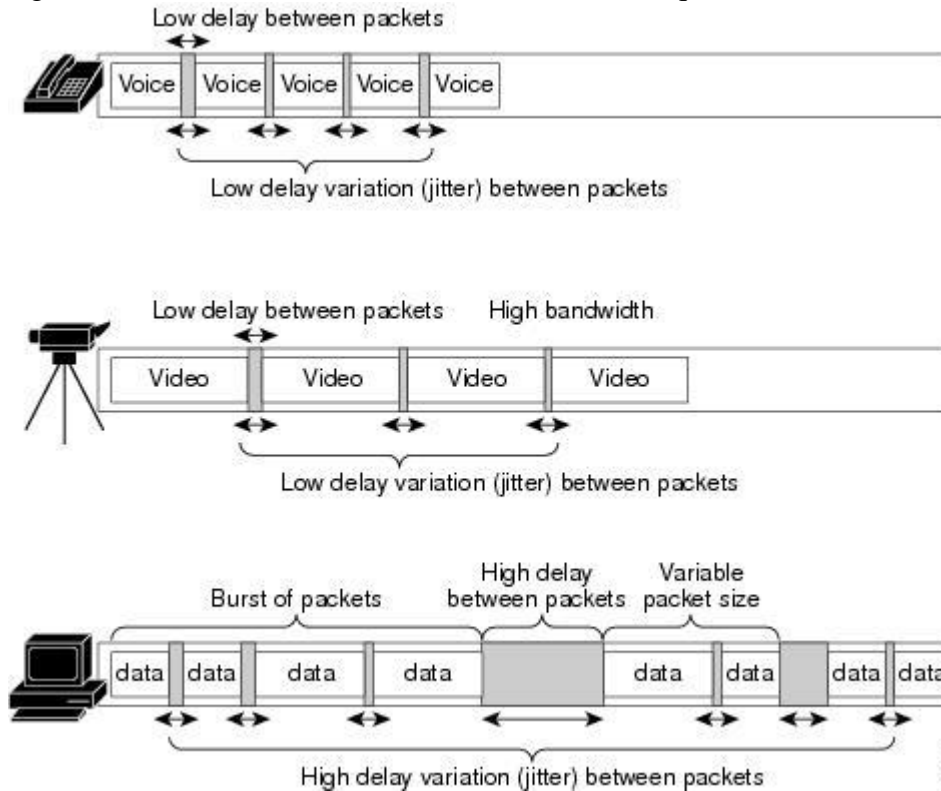 Low delay between packets
Voice Voice Voice Voice Voice
Low delay variation (jitter) between packets
Low delay between packets High bandwidth
Video Video Video Video
Low delay variation (jitter) between packets
Burst of packets High delay between packets Variable packet size
data data data data data data data data
High delay variation (jitter) between packets